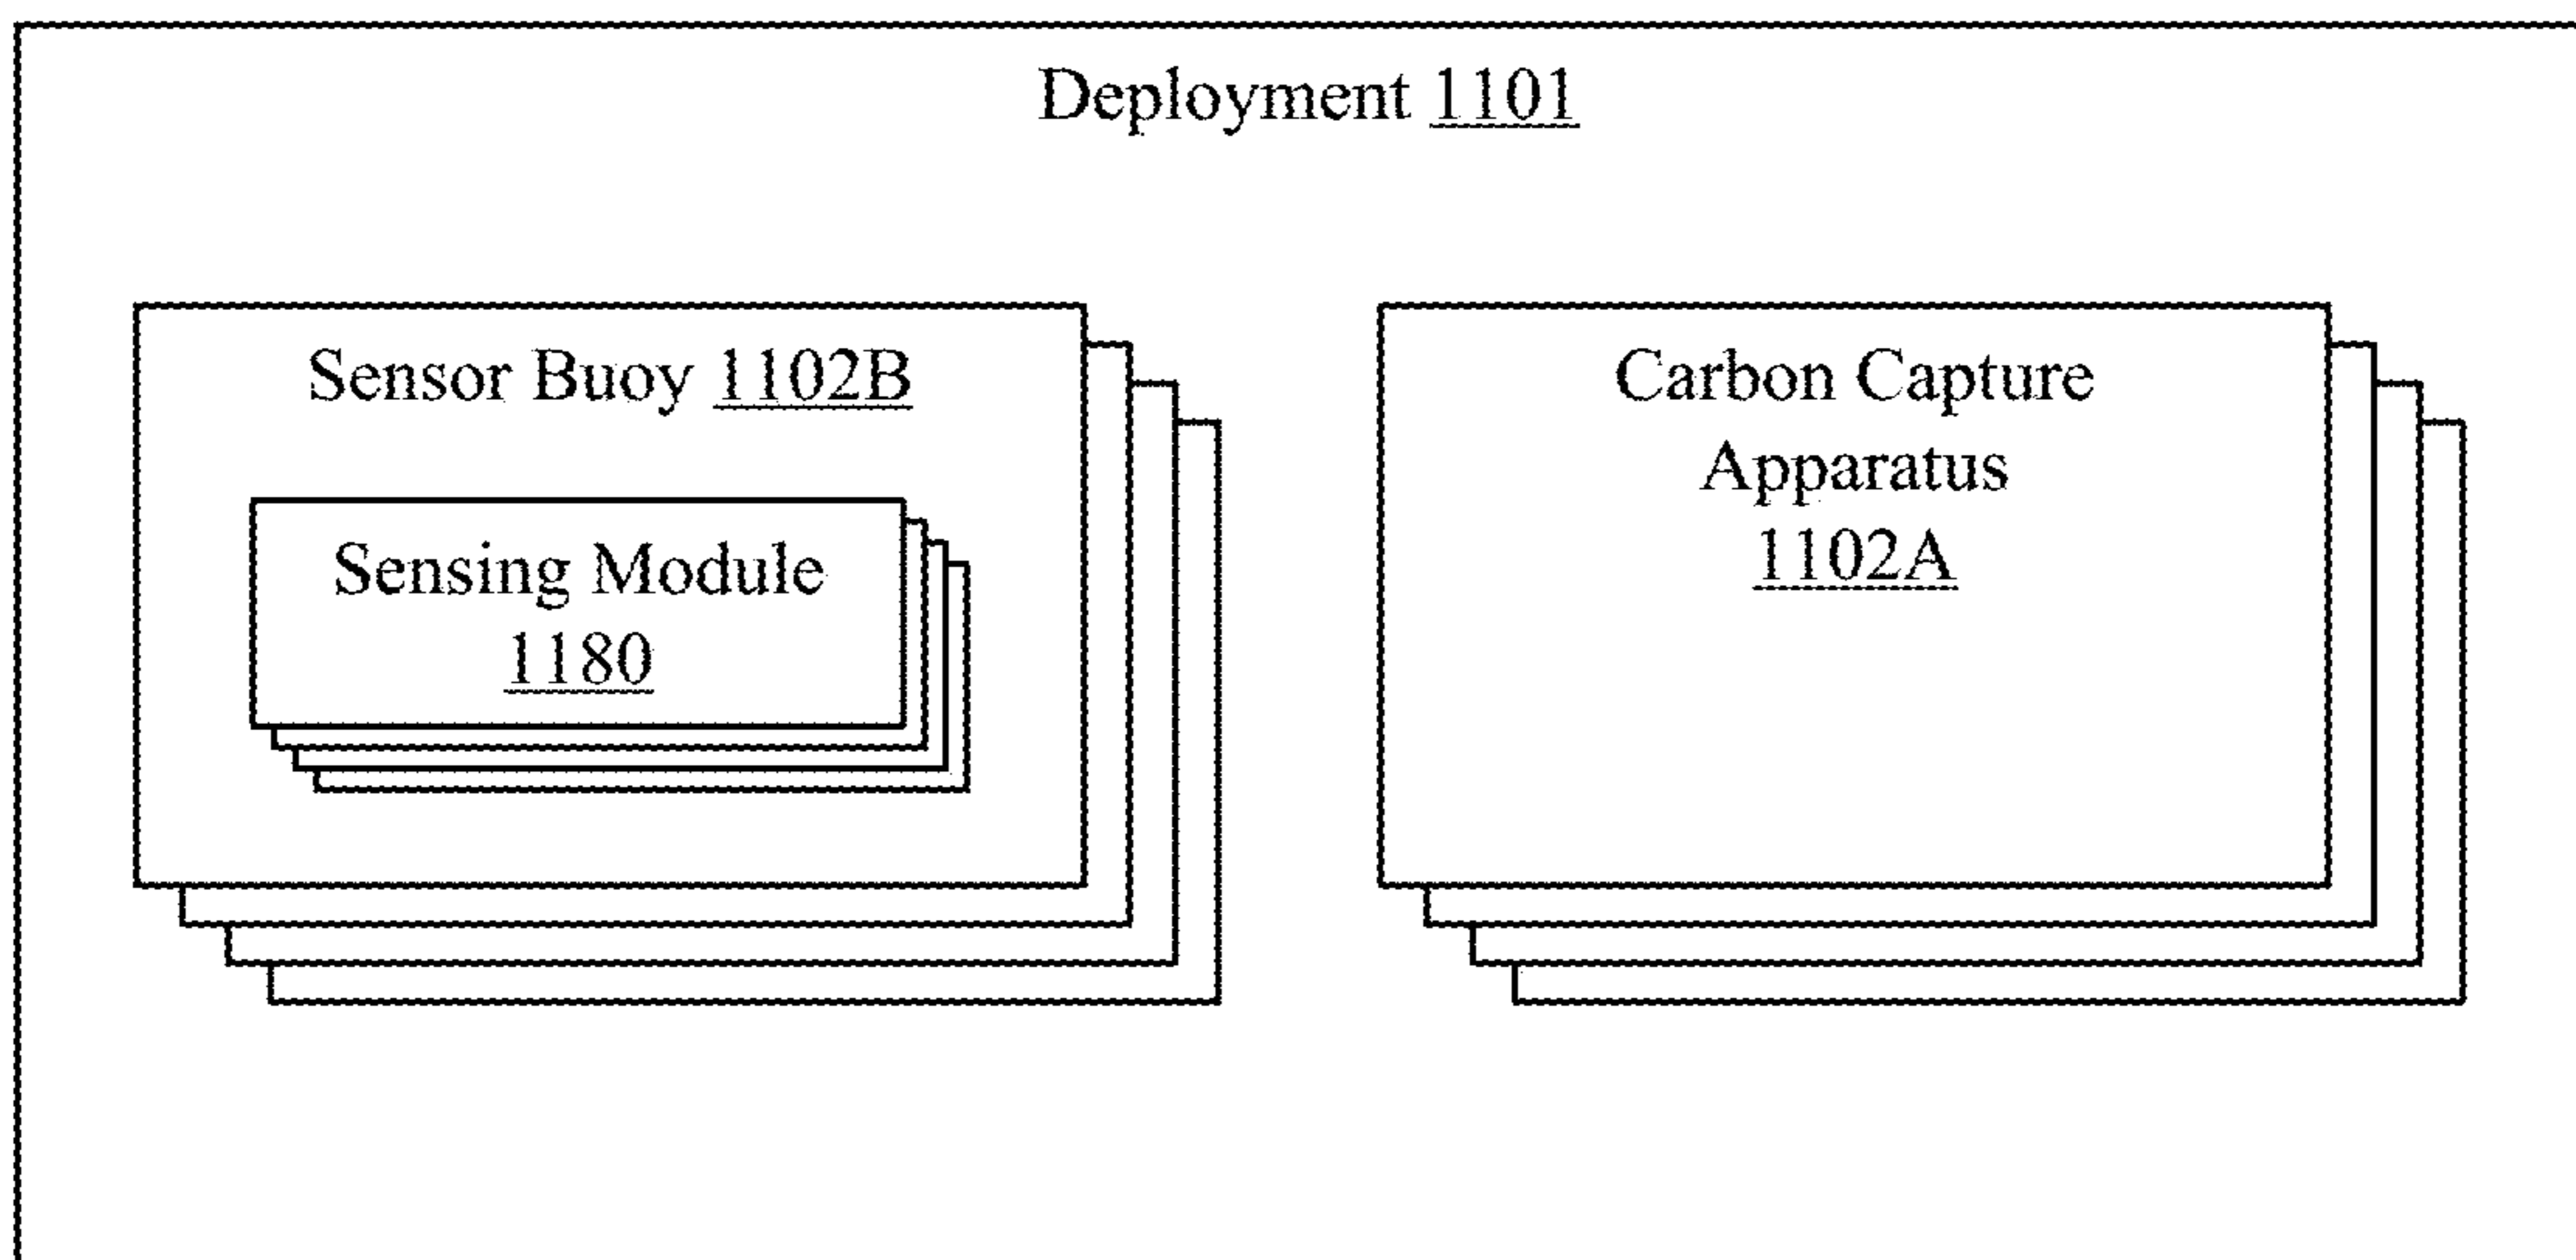 Deployment 1101
Sensor Buoy 1102B
Sensing Module
1180
Carbon Capture
Apparatus
1102A